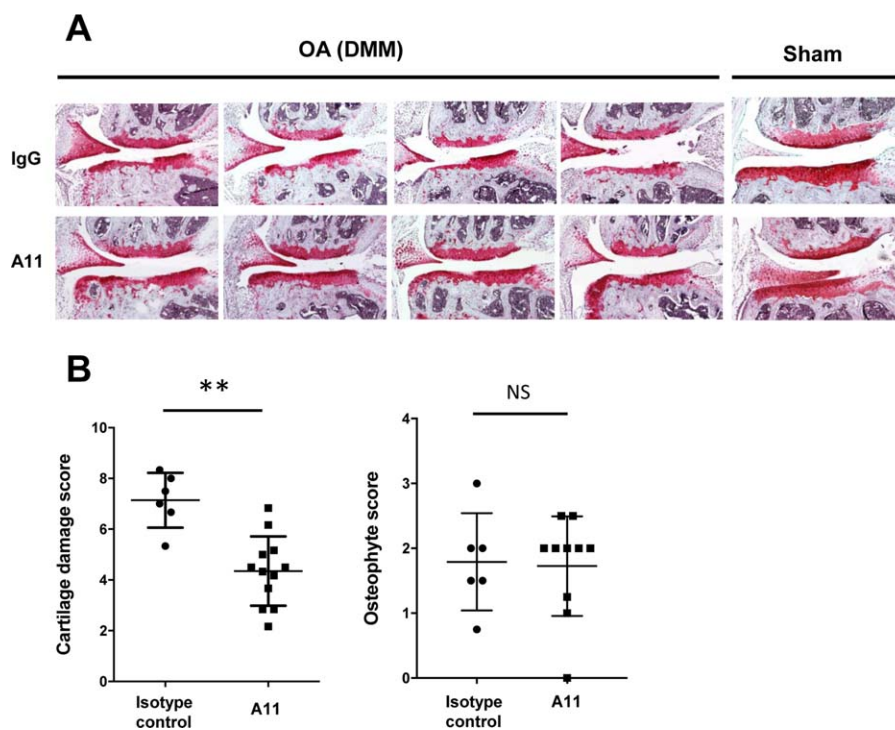 A
OA (DMM)
Sham
IgG
A11
B
**
Cartilage damage score
10
8
6
4
2
0
Isotype
control
A11
NS
Osteophyte score
4
3
2
1
0
Isotype
control
A11